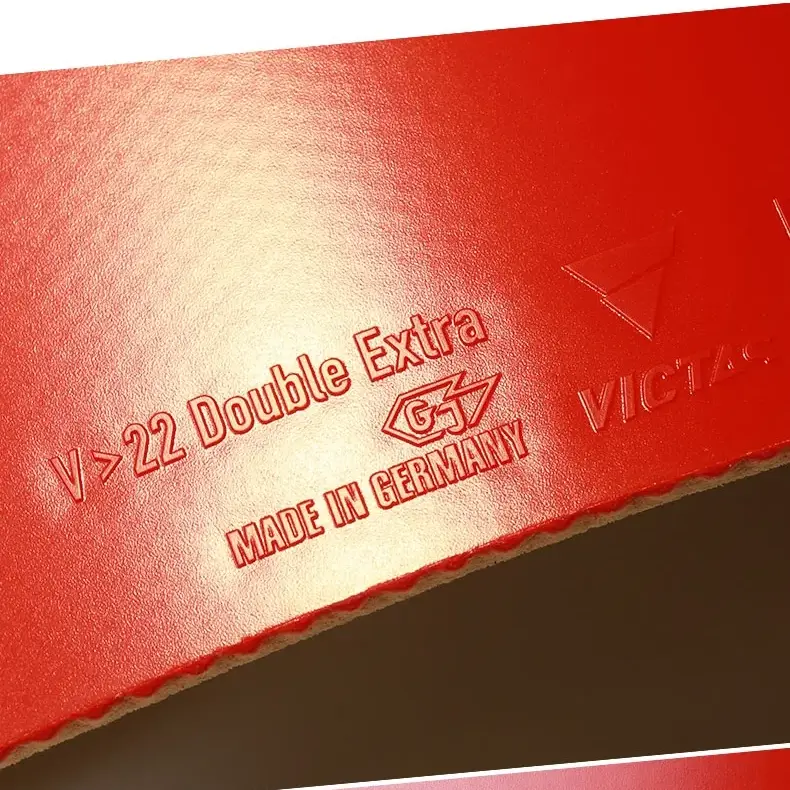 V>22 Double Extra
GJ
MADE IN GERMANY
VICTAS